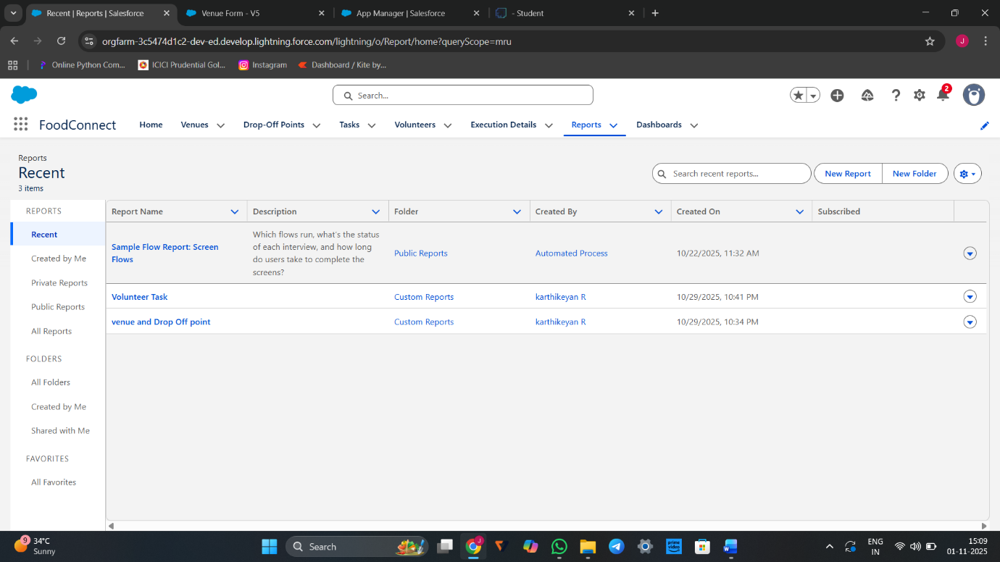 Recent | Reports | Salesforce
Venue Form - V5
App Manager | Salesforce
- Student
orgfarm-3c5474d1c2-dev-ed.develop.lightning.force.com/lightning/o/Report/home?queryScope=mru
J
Online Python Com...
ICICI Prudential Gol...
Instagram
Dashboard / Kite by...
Search...
2
FoodConnect
Home
Venues
Drop-Off Points
Tasks
Volunteers
Execution Details
Reports
Dashboards
Reports
Recent
3 items
Search recent reports...
New Report
New Folder
REPORTS
Recent
Created by Me
Private Reports
Public Reports
All Reports
FOLDERS
All Folders
Created by Me
Shared with Me
FAVORITES
All Favorites
Report Name
Description
Folder
Created By
Created On
Subscribed
Sample Flow Report: Screen
Flows
Which flows run, what's the status
of each interview, and how long
do users take to complete the
screens?
Public Reports
Automated Process
10/22/2025, 11:32 AM
Volunteer Task
Custom Reports
karthikeyan R
10/29/2025, 10:41 PM
venue and Drop Off point
Custom Reports
karthikeyan R
10/29/2025, 10:34 PM
9
34°C
Sunny
Search
J
prime video
W
ENG
IN
15:09
01-11-2025